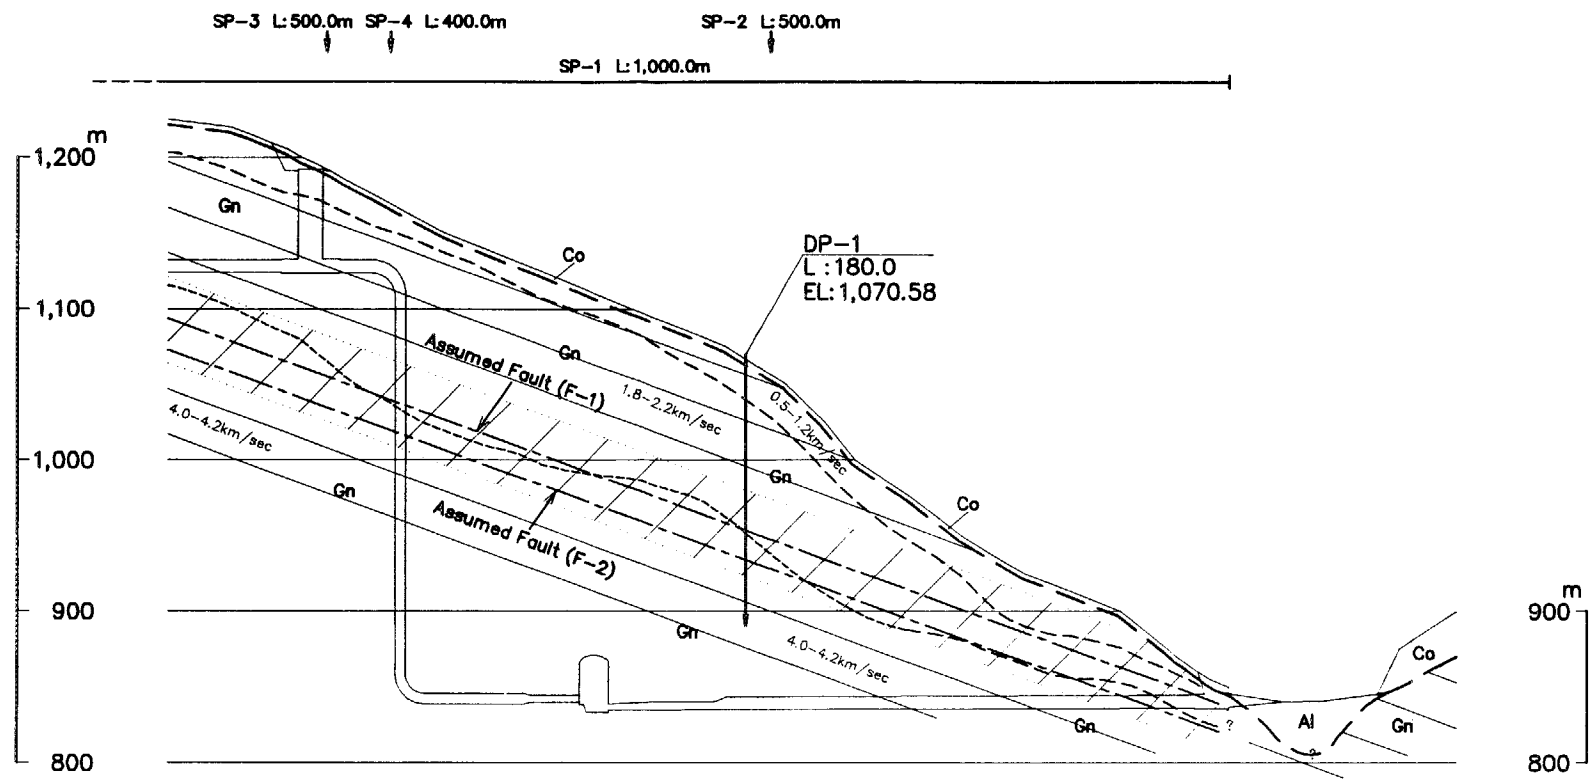 SP-3 L:500.0m SP-4 L:400.0m SP-2 L:500.0m
SP-1 L:1,000.0m
m
1,200
Gn
Co
DP-1
L :180.0
EL:1,070.58
1,100
Gn
Assumed Fault (F-1)
1.8-2.2km/sec
0.5-1.2km/sec
4.0-4.2km/sec
1,000
Gn
Gn
Co
Assumed Fault (F-2)
m
900
900
Gn
4.0-4.2km/sec
Co
Gn
?
Al
Gn
?
800
800